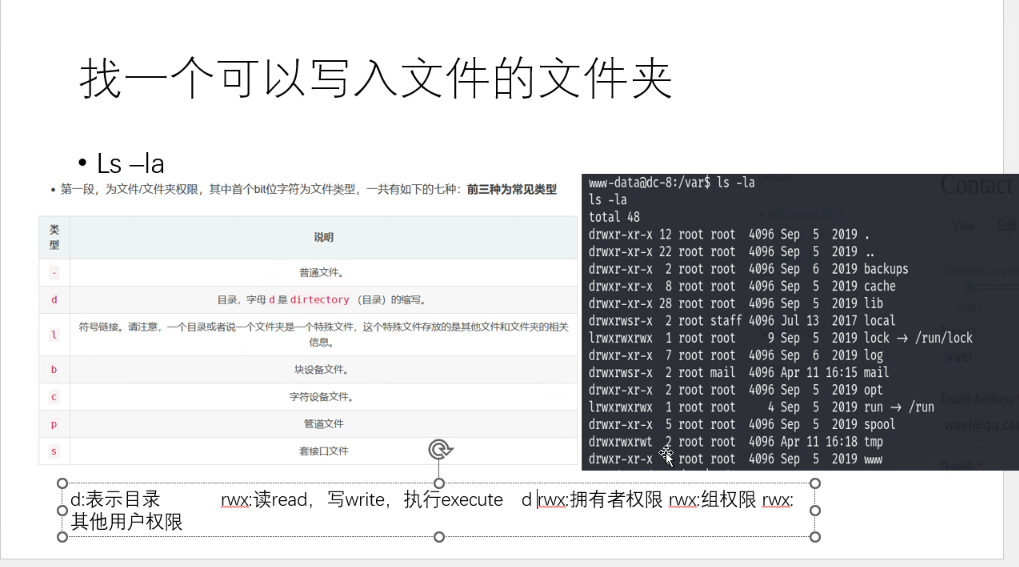 找一个可以写入文件的文件夹
• Ls –la
• 第一段，为文件/文件夹权限，其中首个bit位字符为文件类型，一共有如下的七种：前三种为常见类型
类型 说明
- 普通文件。
d 目录，字母 d 是 dirtectory （目录）的缩写。
l 符号链接。请注意，一个目录或者说一个文件夹是一个特殊文件，这个特殊文件存放的是其他文件和文件夹的相关
信息。
b 块设备文件。
c 字符设备文件。
p 管道文件
s 套接口文件
www-data@dc-8:/var$ ls -la
ls -la
total 48
drwxr-xr-x 12 root root 4096 Sep 5 2019 .
drwxr-xr-x 22 root root 4096 Sep 5 2019 ..
drwxr-xr-x 2 root root 4096 Sep 6 2019 backups
drwxr-xr-x 8 root root 4096 Sep 5 2019 cache
drwxr-xr-x 28 root root 4096 Sep 5 2019 lib
drwxrwsr-x 2 root staff 4096 Jul 13 2017 local
lrwxrwxrwx 1 root root 9 Sep 5 2019 lock → /run/lock
drwxr-xr-x 7 root root 4096 Sep 6 2019 log
drwxrwsr-x 2 root mail 4096 Apr 11 16:15 mail
drwxr-xr-x 2 root root 4096 Sep 5 2019 opt
lrwxrwxrwx 1 root root 4 Sep 5 2019 run → /run
drwxr-xr-x 5 root root 4096 Sep 5 2019 spool
drwxrwxrwt 2 root root 4096 Apr 11 16:18 tmp
drwxr-xr-x root root 4096 Sep 5 2019 www
Contact
View Edit
Start
wael
Email Address
d:表示目录 rwx:读read，写write，执行execute d rwx:拥有者权限 rwx:组权限 rwx:
其他用户权限